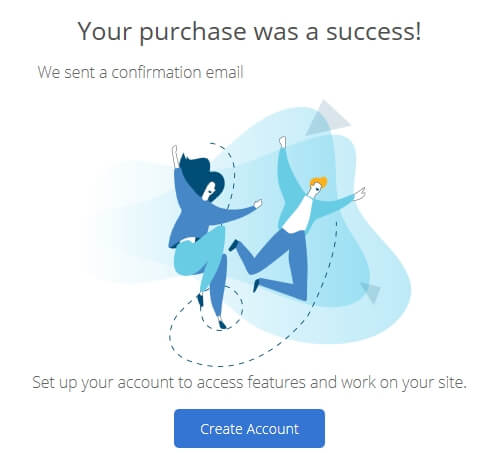 Your purchase was a success!
We sent a confirmation email
Set up your account to access features and work on your site.
Create Account